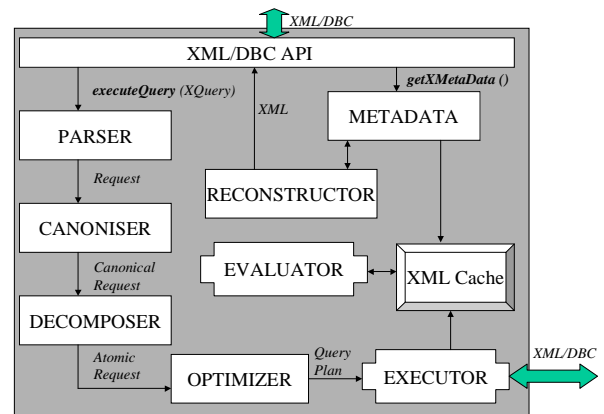 XML/DBC
XML/DBC API
executeQuery (XQuery)
getXMetaData ()
XML
PARSER
METADATA
Request
RECONSTRUCTOR
CANONISER
EVALUATOR
XML Cache
Canonical
Request
DECOMPOSER
Atomic
Request
OPTIMIZER
Query
Plan
EXECUTOR
XML/DBC